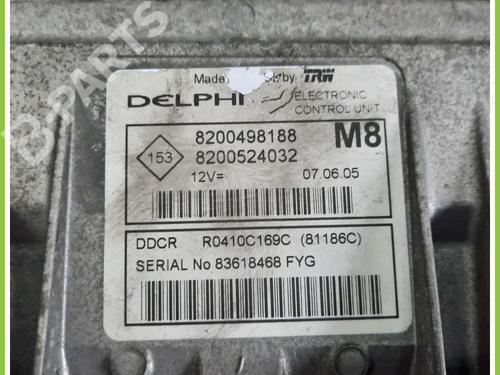 B-PARTS
Made by TRW
DELPHI ELECTRONIC
CONTROL UNIT
8200498188 M8
153 8200524032
12V= 07.06.05
DDCR R0410C169C (81186C)
SERIAL No 83618468 FYG